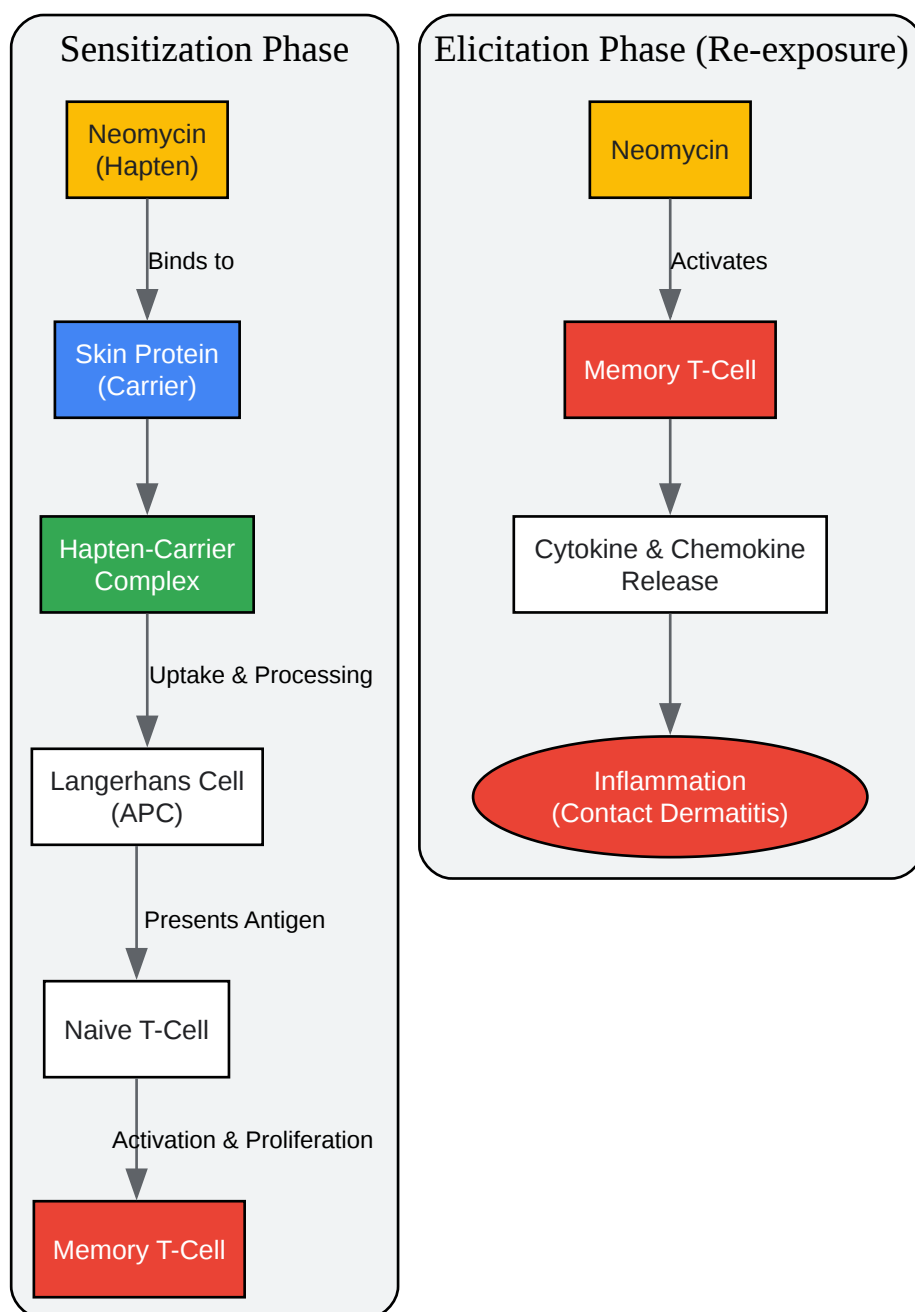 Sensitization Phase
Neomycin
(Hapten)
Binds to
Skin Protein
(Carrier)
Hapten-Carrier
Complex
Uptake & Processing
Langerhans Cell
(APC)
Presents Antigen
Naive T-Cell
Activation & Proliferation
Memory T-Cell
Elicitation Phase (Re-exposure)
Neomycin
Activates
Memory T-Cell
Cytokine & Chemokine
Release
Inflammation
(Contact Dermatitis)